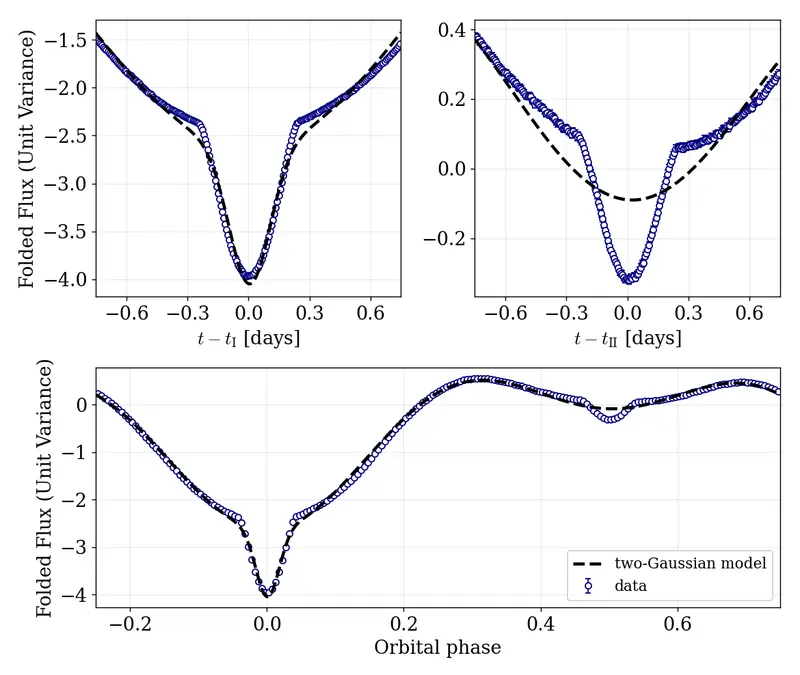 Folded Flux (Unit Variance)
−1.5
−2.0
−2.5
−3.0
−3.5
−4.0
−0.6 −0.3 0.0 0.3 0.6
t − tI [days]
0.4
0.2
0.0
−0.2
−0.6 −0.3 0.0 0.3 0.6
t − tII [days]
Folded Flux (Unit Variance)
0
−1
−2
−3
−4
two-Gaussian model
data
−0.2 0.0 0.2 0.4 0.6
Orbital phase